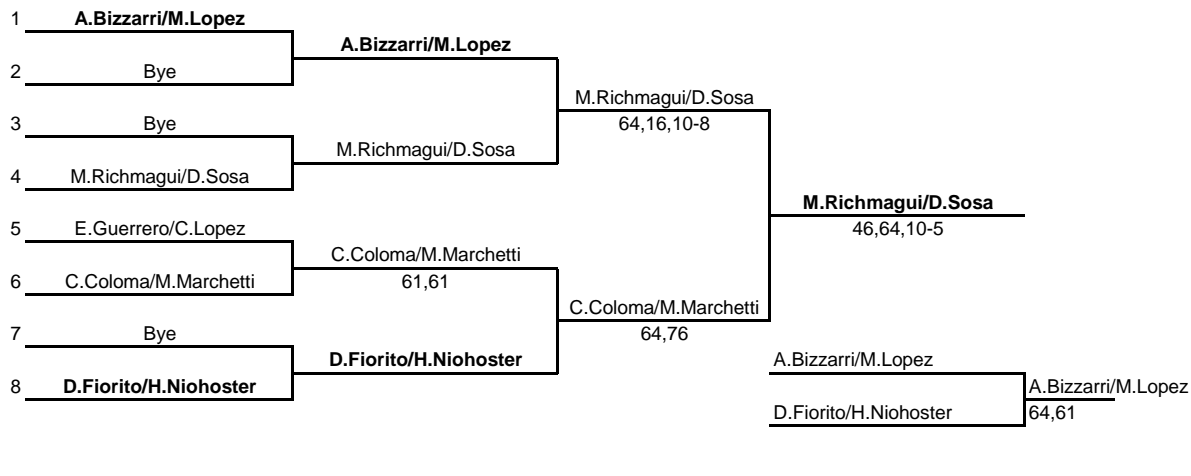 1 A.Bizzarri/M.Lopez
A.Bizzarri/M.Lopez
2 Bye
M.Richmagui/D.Sosa
64,16,10-8
3 Bye
M.Richmagui/D.Sosa
4 M.Richmagui/D.Sosa
M.Richmagui/D.Sosa
46,64,10-5
5 E.Guerrero/C.Lopez
C.Coloma/M.Marchetti
61,61
6 C.Coloma/M.Marchetti
C.Coloma/M.Marchetti
64,76
7 Bye
D.Fiorito/H.Niohoster
8 D.Fiorito/H.Niohoster
A.Bizzarri/M.Lopez
A.Bizzarri/M.Lopez
64,61
D.Fiorito/H.Niohoster